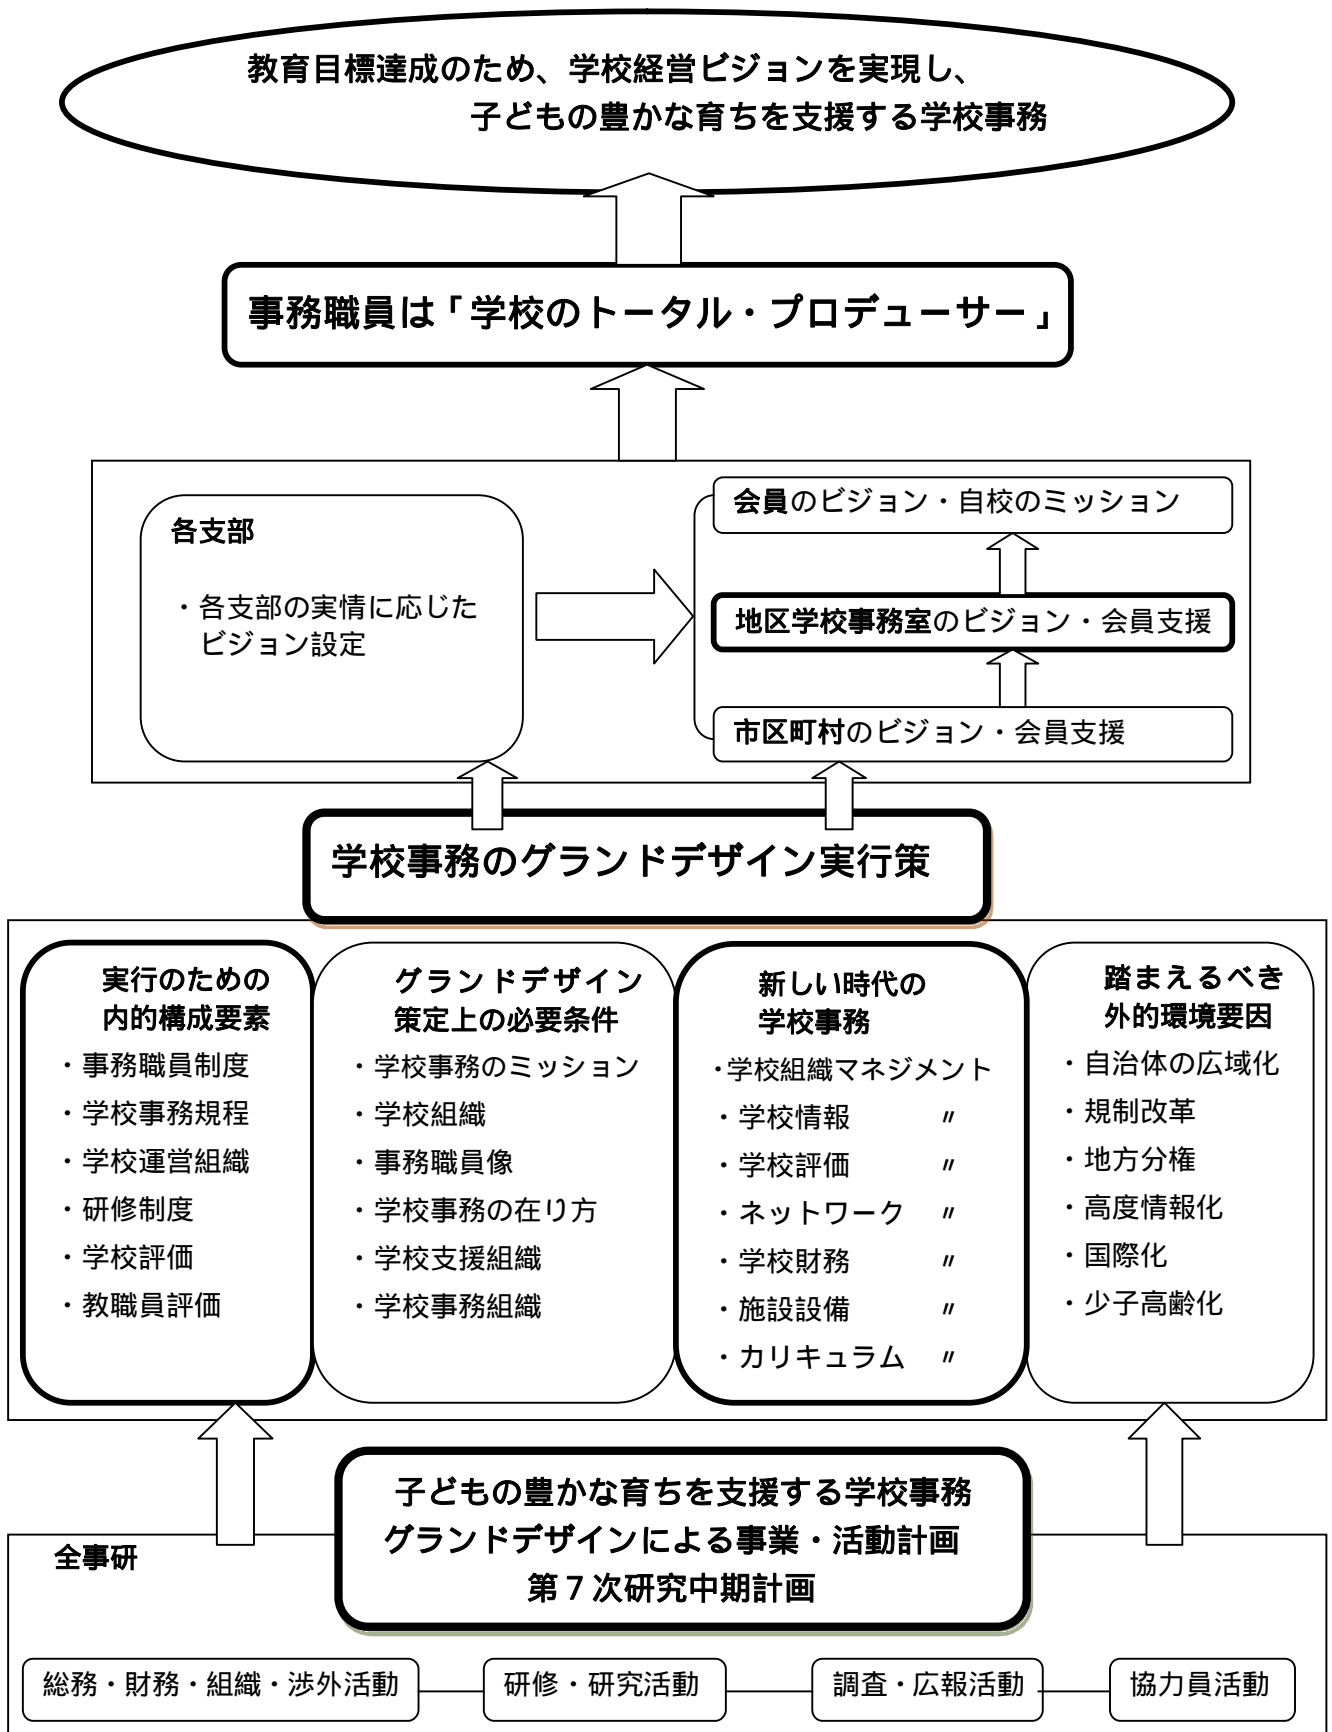 教育目標達成のため、学校経営ビジョンを実現し、
子どもの豊かな育ちを支援する学校事務
事務職員は「学校のトータル・プロデューサー」
各支部
・各支部の実情に応じた
ビジョン設定
会員のビジョン・自校のミッション
地区学校事務室のビジョン・会員支援
市区町村のビジョン・会員支援
学校事務のグランドデザイン実行策
実行のための
内的構成要素
・事務職員制度
・学校事務規程
・学校運営組織
・研修制度
・学校評価
・教職員評価
グランドデザイン
策定上の必要条件
・学校事務のミッション
・学校組織
・事務職員像
・学校事務の在り方
・学校支援組織
・学校事務組織
新しい時代の
学校事務
・学校組織マネジメント
・学校情報 〃
・学校評価 〃
・ネットワーク 〃
・学校財務 〃
・施設設備 〃
・カリキュラム 〃
踏まえるべき
外的環境要因
・自治体の広域化
・規制改革
・地方分権
・高度情報化
・国際化
・少子高齢化
子どもの豊かな育ちを支援する学校事務
グランドデザインによる事業・活動計画
第７次研究中期計画
全事研
総務・財務・組織・渉外活動
研修・研究活動
調査・広報活動
協力員活動